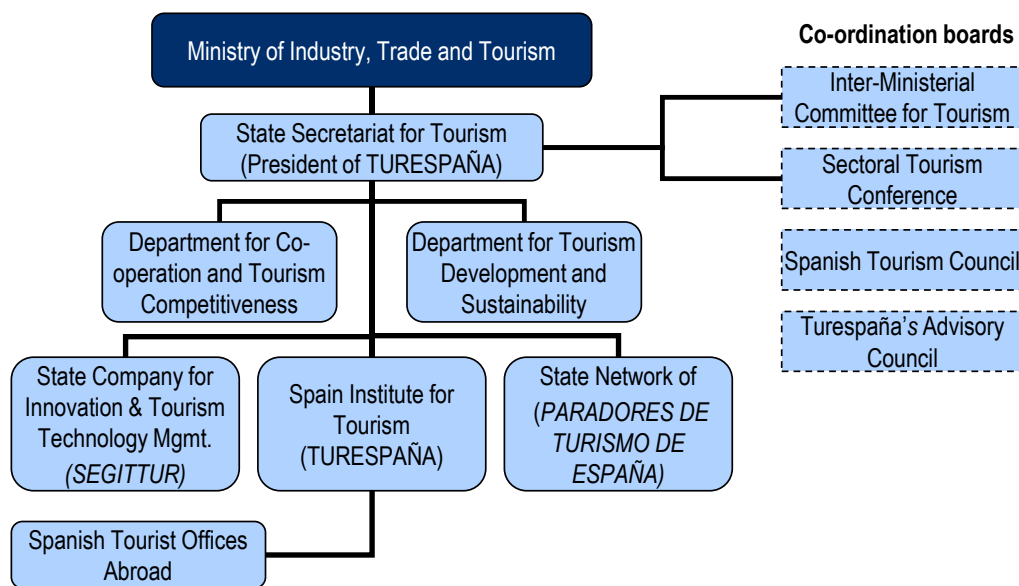 Ministry of Industry, Trade and Tourism
State Secretariat for Tourism
(President of TURESPAÑA)
Department for Co-
operation and Tourism
Competitiveness
Department for Tourism
Development and
Sustainability
State Company for
Innovation & Tourism
Technology Mgmt.
(SEGITTUR)
Spain Institute for
Tourism
(TURESPAÑA)
State Network of
(PARADORES DE
TURISMO DE
ESPAÑA)
Spanish Tourist Offices
Abroad
Co-ordination boards
Inter-Ministerial
Committee for Tourism
Sectoral Tourism
Conference
Spanish Tourism Council
Turespaña's Advisory
Council